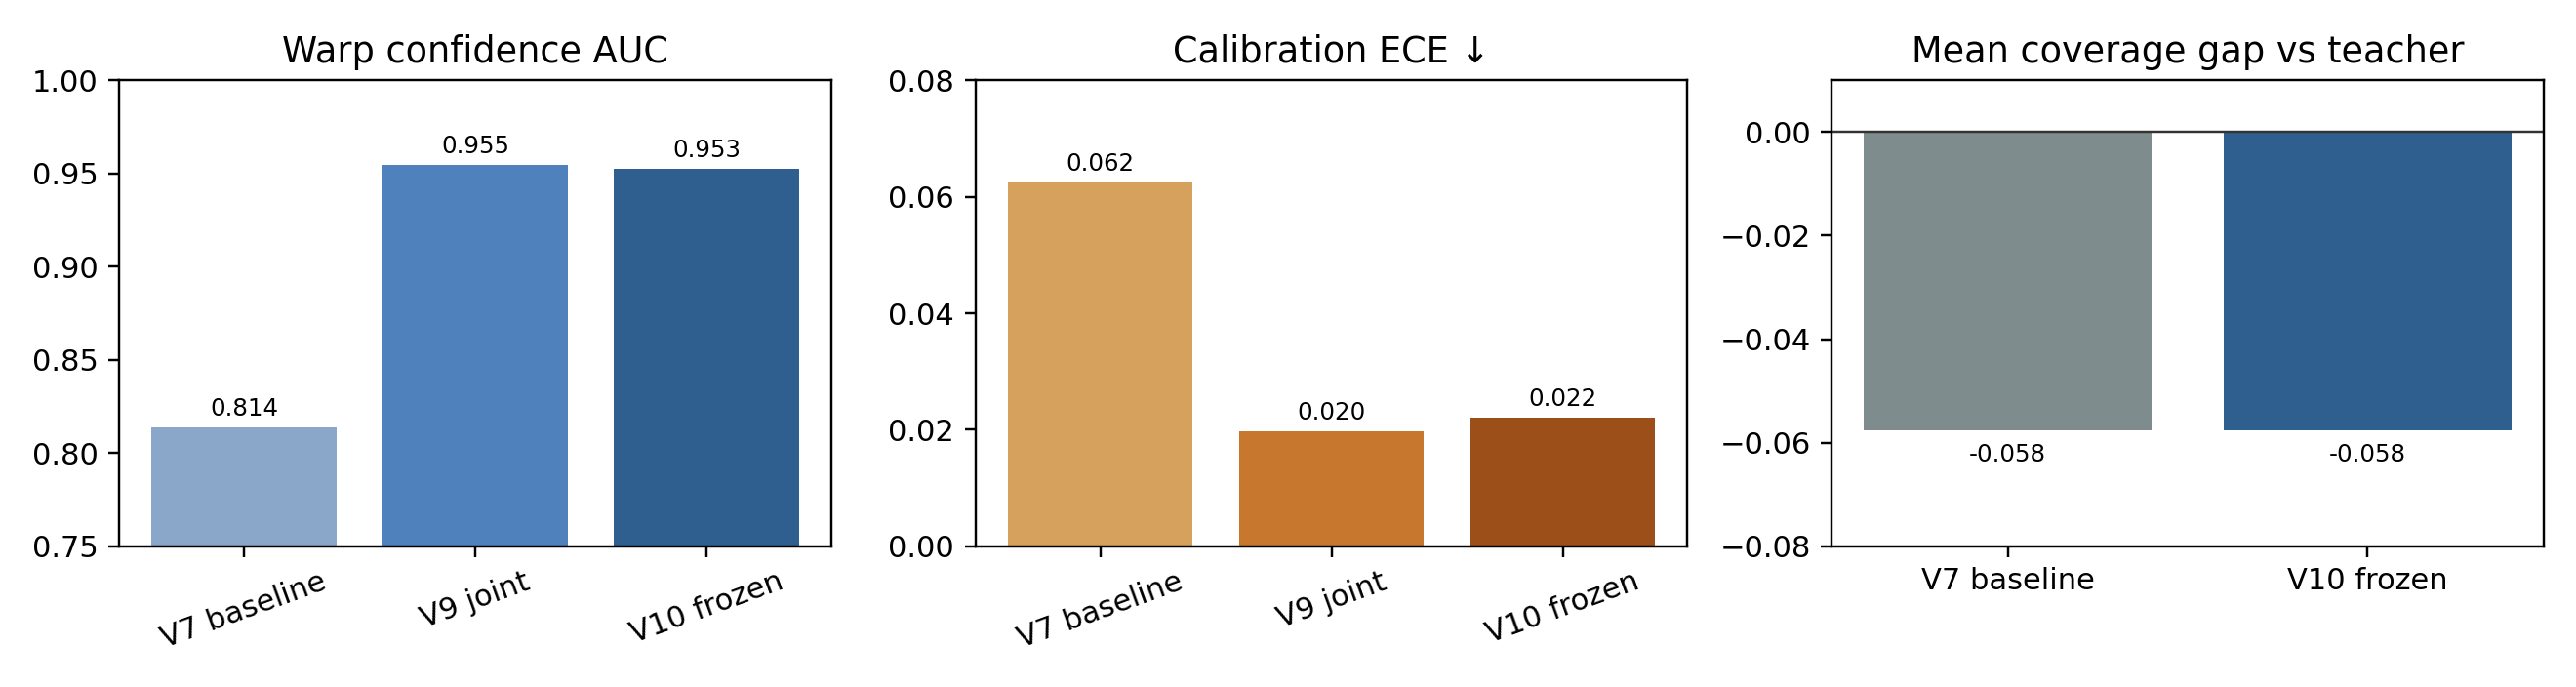 Warp confidence AUC
1.00
0.95
0.90
0.85
0.80
0.75
0.814
0.955
0.953
V7 baseline
V9 joint
V10 frozen
Calibration ECE ↓
0.08
0.06
0.04
0.02
0.00
0.062
0.020
0.022
V7 baseline
V9 joint
V10 frozen
Mean coverage gap vs teacher
0.00
−0.02
−0.04
−0.06
−0.08
-0.058
-0.058
V7 baseline
V10 frozen